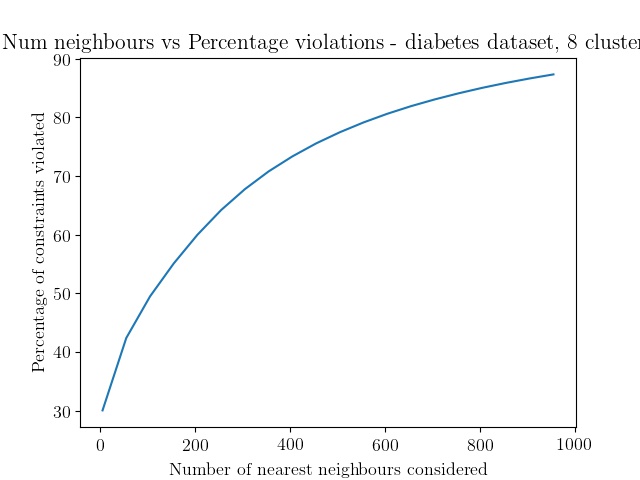 Num neighbours vs Percentage violations - diabetes dataset, 8 cluster
90
80
70
60
50
40
30
Percentage of constraints violated
0 200 400 600 800 1000
Number of nearest neighbours considered